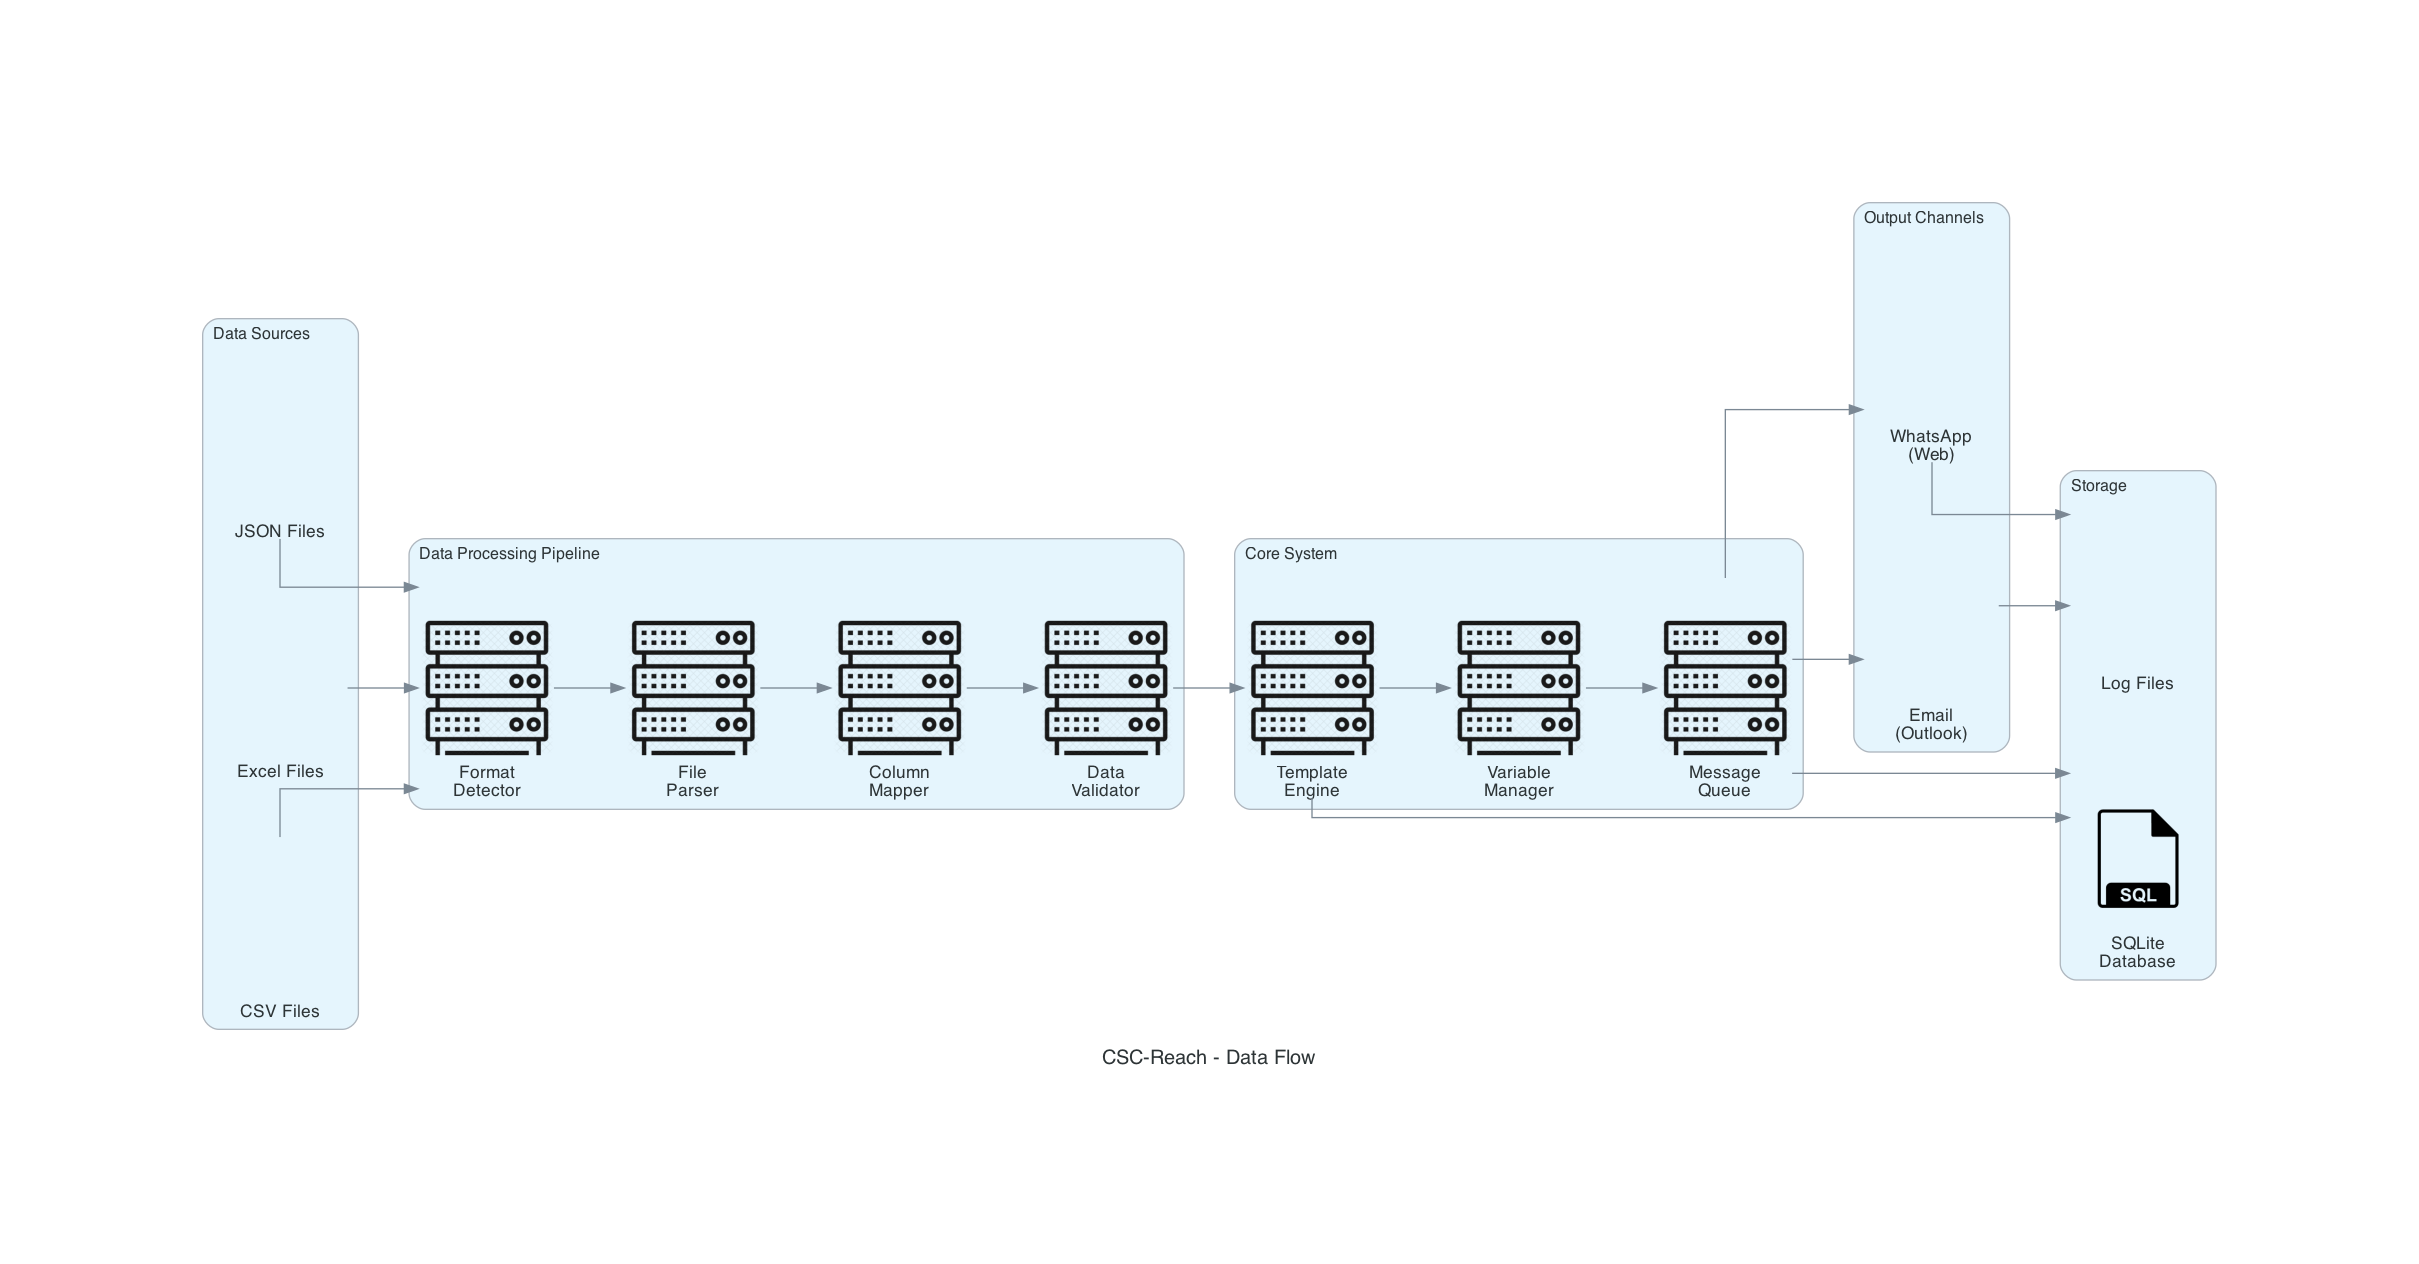 Data Sources
JSON Files
Excel Files
CSV Files
Data Processing Pipeline
Format
Detector
File
Parser
Column
Mapper
Data
Validator
Core System
Template
Engine
Variable
Manager
Message
Queue
Output Channels
WhatsApp
(Web)
Email
(Outlook)
Storage
Log Files
SQL
SQLite
Database
CSC-Reach - Data Flow